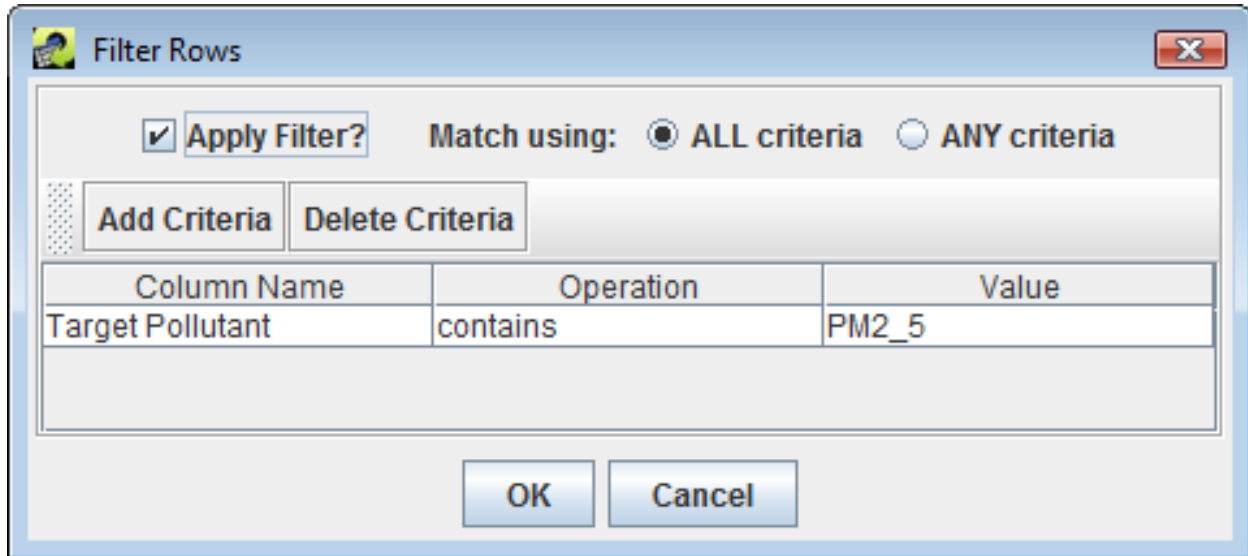 Filter Rows
Apply Filter? Match using: ALL criteria ANY criteria
Add Criteria Delete Criteria
Column Name Operation Value
Target Pollutant contains PM2_5
OK Cancel